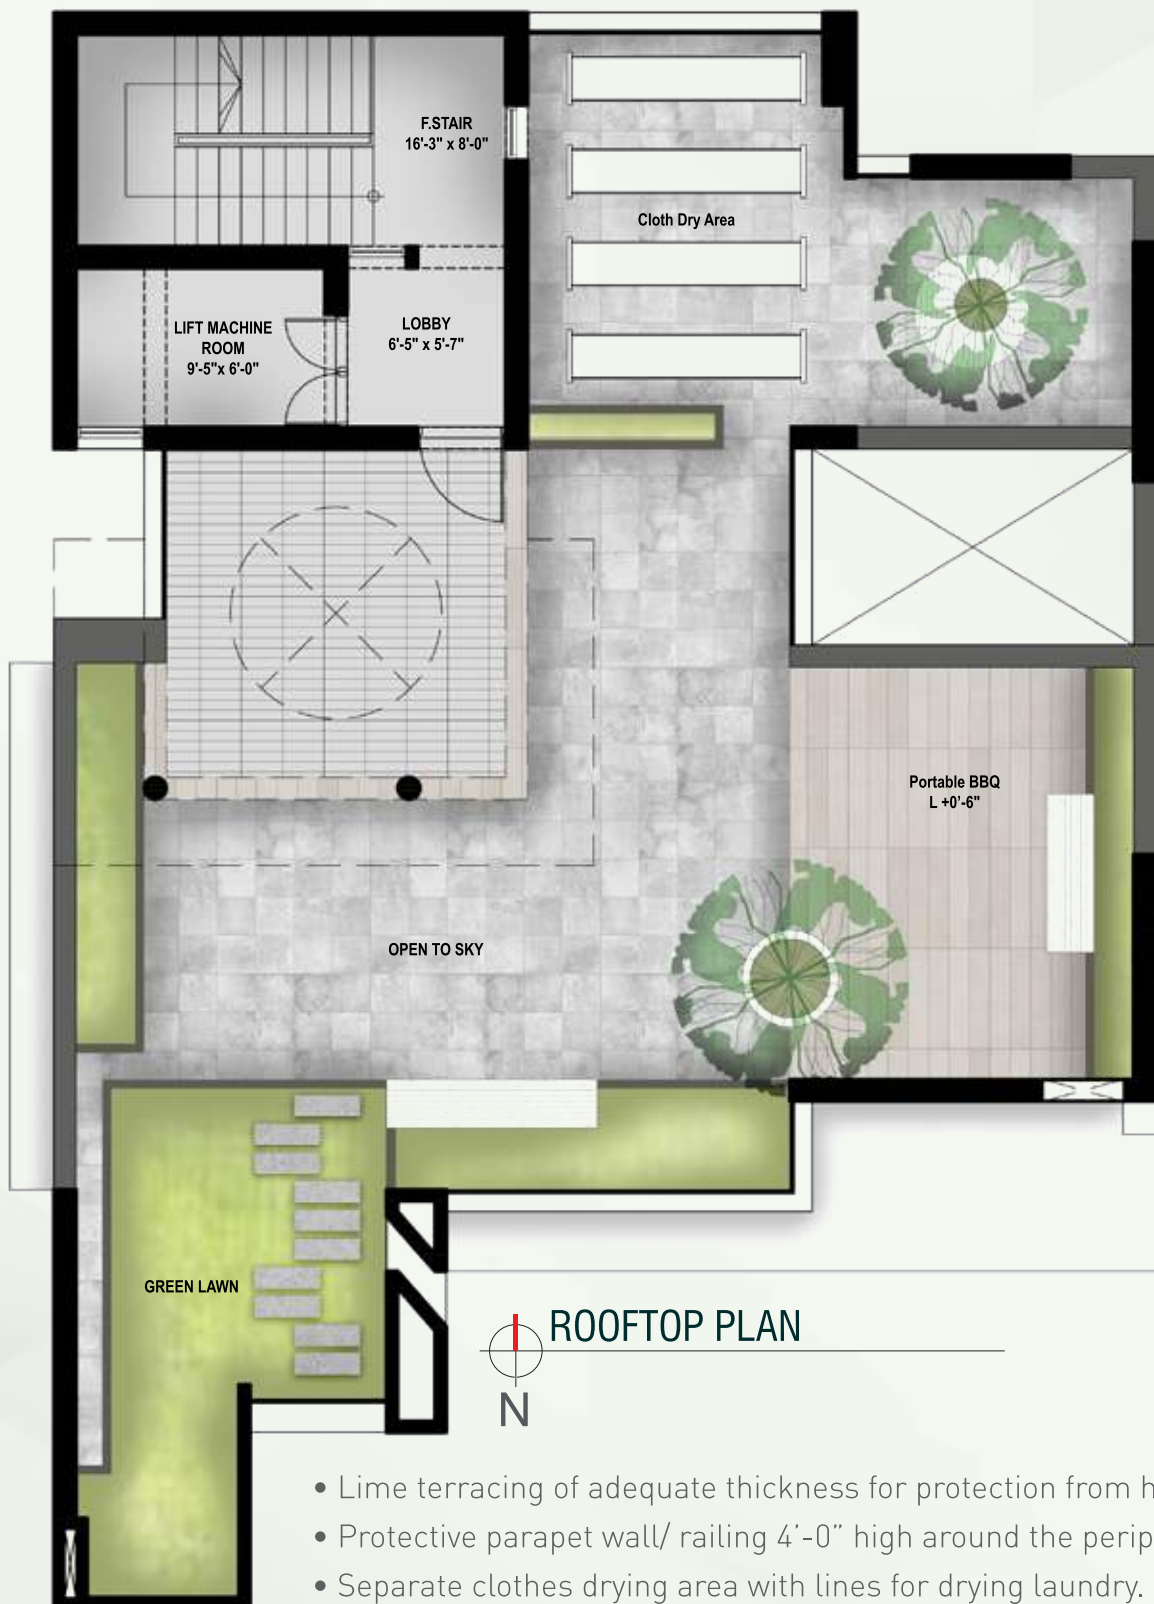 F.STAIR
16'-3" x 8'-0"
Cloth Dry Area
LIFT MACHINE
ROOM
9'-5"x 6'-0"
LOBBY
6'-5" x 5'-7"
Portable BBQ
L +0'-6"
OPEN TO SKY
GREEN LAWN
ROOFTOP PLAN
N
• Lime terracing of adequate thickness for protection from
• Protective parapet wall/ railing 4'-0" high around the
• Separate clothes drying area with lines for drying laundry.